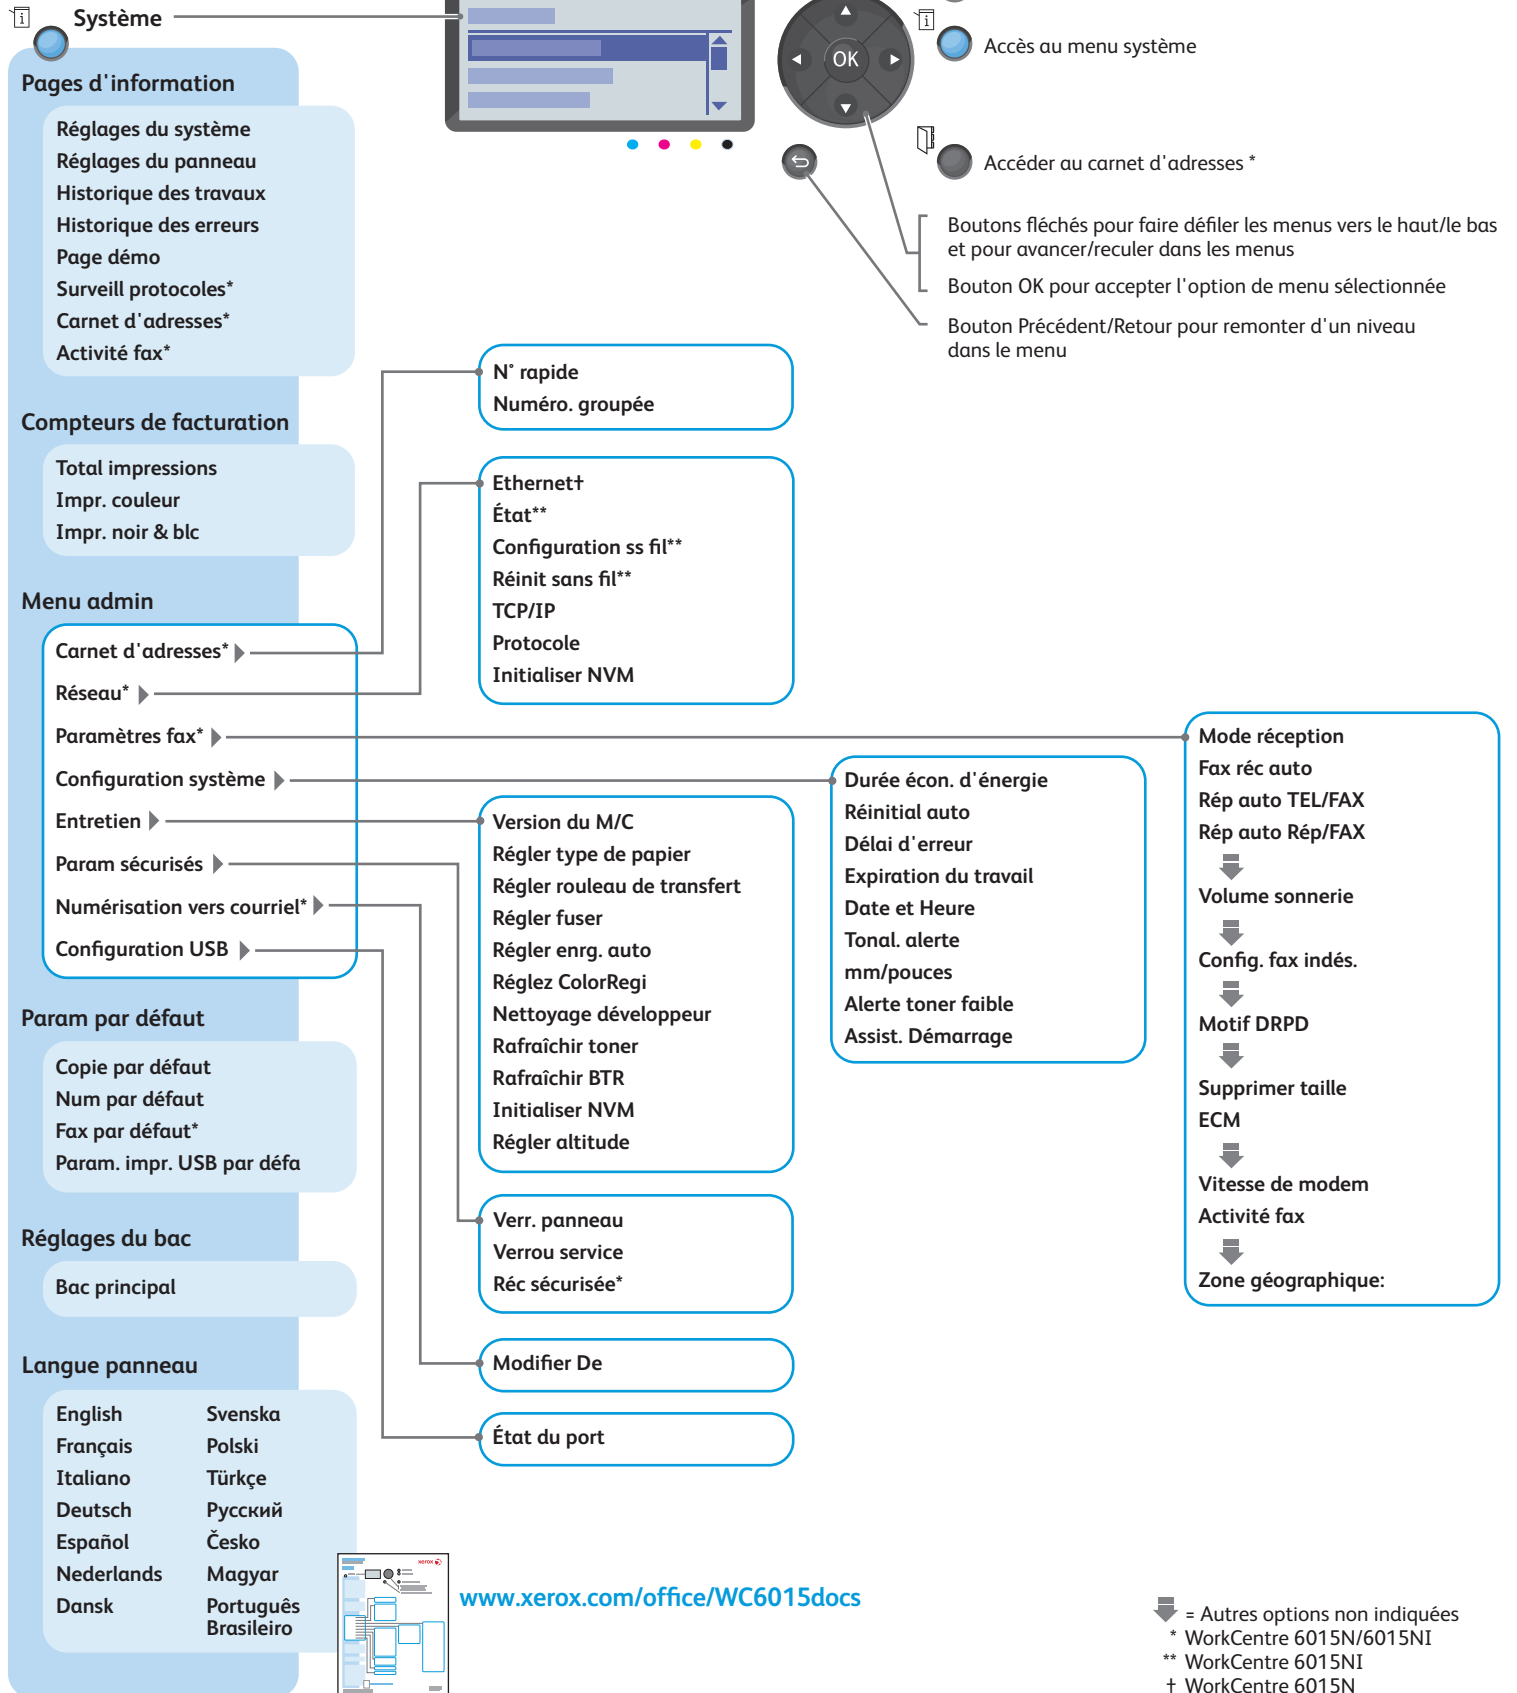 Système
Pages d'information
Réglages du système
Réglages du panneau
Historique des travaux
Historique des erreurs
Page démo
Surveill protocoles*
Carnet d'adresses*
Activité fax*
Compteurs de facturation
Total impressions
Impr. couleur
Impr. noir & blc
Menu admin
Carnet d'adresses*
Réseau*
Paramètres fax*
Configuration système
Entretien
Param sécurisés
Numérisation vers courriel*
Configuration USB
Param par défaut
Copie par défaut
Num par défaut
Fax par défaut*
Param. impr. USB par défa
Réglages du bac
Bac principal
Langue panneau
English
Français
Italiano
Deutsch
Español
Nederlands
Dansk
Svenska
Polski
Türkçe
Русский
Česko
Magyar
Português
Brasileiro
OK
Accès au menu système
Accéder au carnet d'adresses *
Boutons fléchés pour faire défiler les menus vers le haut/le bas
et pour avancer/reculer dans les menus
Bouton OK pour accepter l'option de menu sélectionnée
Bouton Précédent/Retour pour remonter d'un niveau
dans le menu
N° rapide
Numéro. groupée
Ethernet†
État**
Configuration ss fil**
Réinit sans fil**
TCP/IP
Protocole
Initialiser NVM
Version du M/C
Régler type de papier
Régler rouleau de transfert
Régler fuser
Régler enrg. auto
Réglez ColorRegi
Nettoyage développeur
Rafraîchir toner
Rafraîchir BTR
Initialiser NVM
Régler altitude
Verr. panneau
Verrou service
Réc sécurisée*
Modifier De
État du port
Durée écon. d'énergie
Réinitial auto
Délai d'erreur
Expiration du travail
Date et Heure
Tonal. alerte
mm/pouces
Alerte toner faible
Assist. Démarrage
Mode réception
Fax réc auto
Rép auto TEL/FAX
Rép auto Rép/FAX
Volume sonnerie
Config. fax indés.
Motif DRPD
Supprimer taille
ECM
Vitesse de modem
Activité fax
Zone géographique:
xerox
www.xerox.com/office/WC6015docs
= Autres options non indiquées
* WorkCentre 6015N/6015NI
** WorkCentre 6015NI
† WorkCentre 6015N